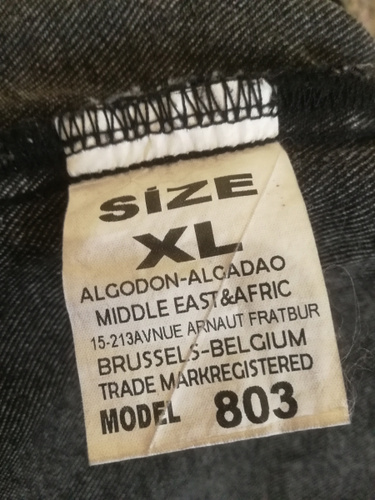 SİZE
XL
ALGODON-ALGADAO
MIDDLE EAST&AFRIC
15-213AVNUE ARNAUT FRATBUR
BRUSSELS-BELGIUM
TRADE MARKREGISTERED
MODEL 803